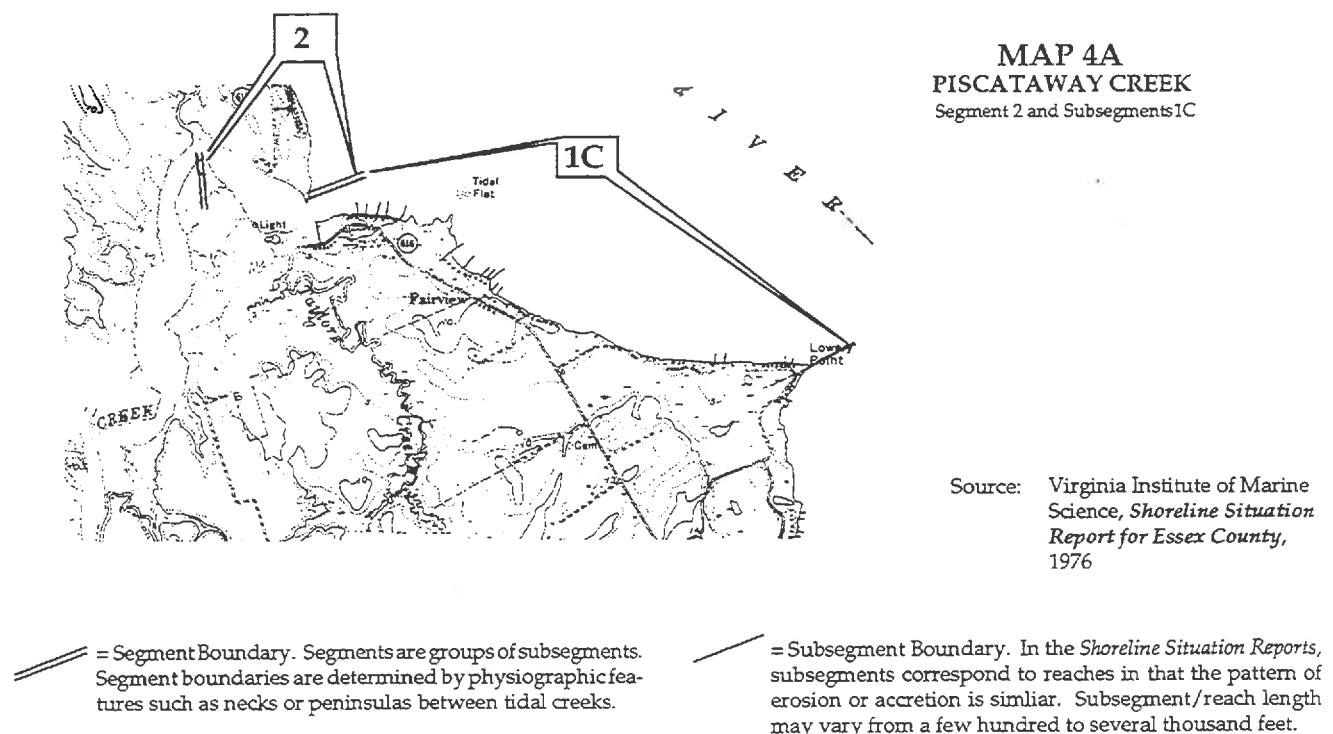 2
MAP 4A
PISCATAWAY CREEK
Segment 2 and Subsegments1C
R I V E R
1C
Tidal
Flat
Light
616
Fairview
Lowery
Point
CREEK
Cem
Source: Virginia Institute of Marine
Science, Shoreline Situation
Report for Essex County,
1976
= Segment Boundary. Segments are groups of subsegments.
Segment boundaries are determined by physiographic fea-
tures such as necks or peninsulas between tidal creeks.
= Subsegment Boundary. In the Shoreline Situation Reports,
subsegments correspond to reaches in that the pattern of
erosion or accretion is simliar. Subsegment/reach length
may vary from a few hundred to several thousand feet.